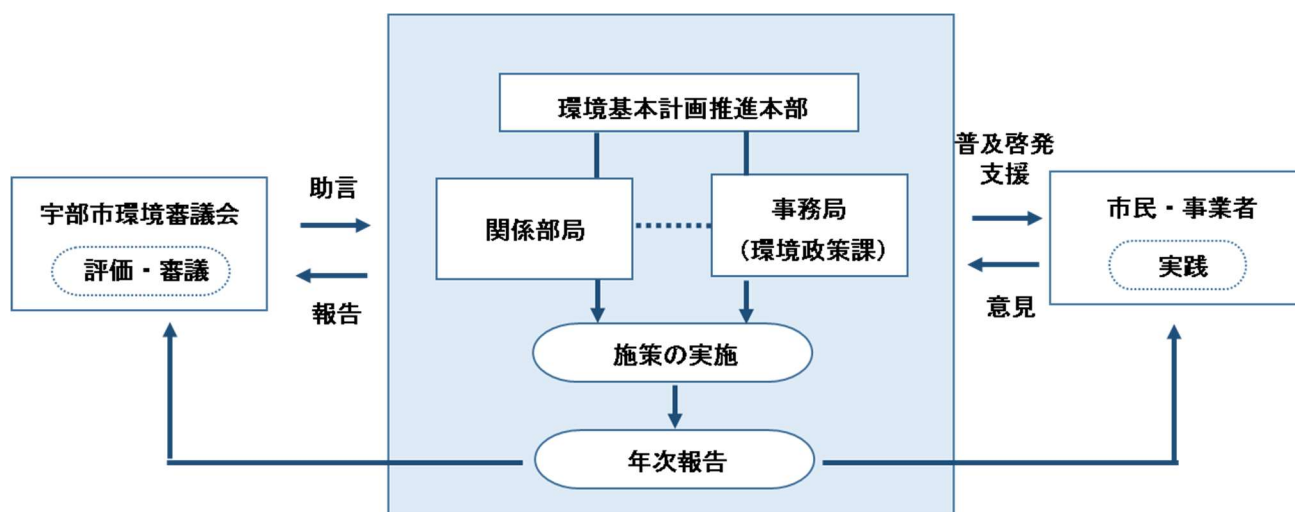 環境基本計画推進本部
宇部市環境審議会
評価・審議
助言
報告
関係部局
事務局
（環境政策課）
施策の実施
年次報告
普及啓発
支援
意見
市民・事業者
実践